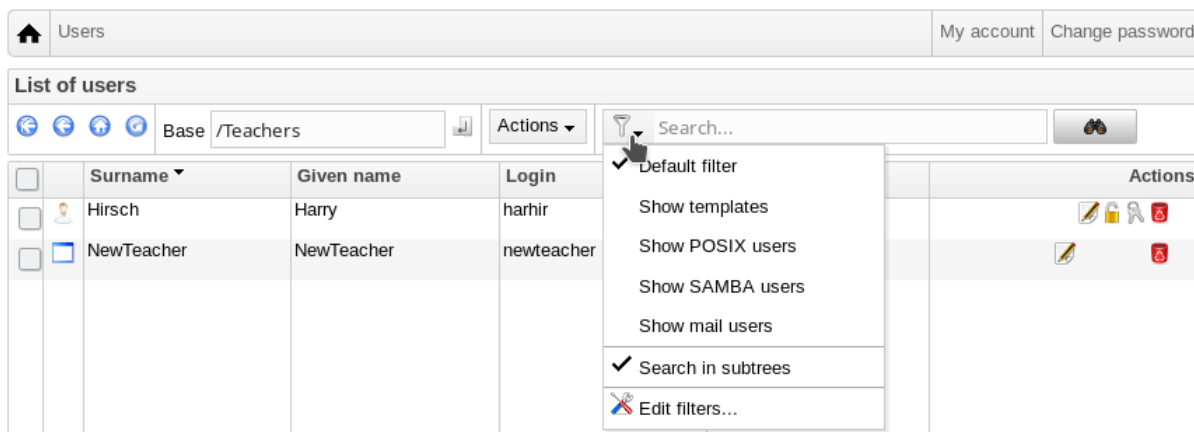 Users My account Change password
List of users
Base /Teachers Actions Search...
Surname Given name Login Actions
Hirsch Harry harhir
NewTeacher NewTeacher newteacher
Default filter
Show templates
Show POSIX users
Show SAMBA users
Show mail users
Search in subtrees
Edit filters...